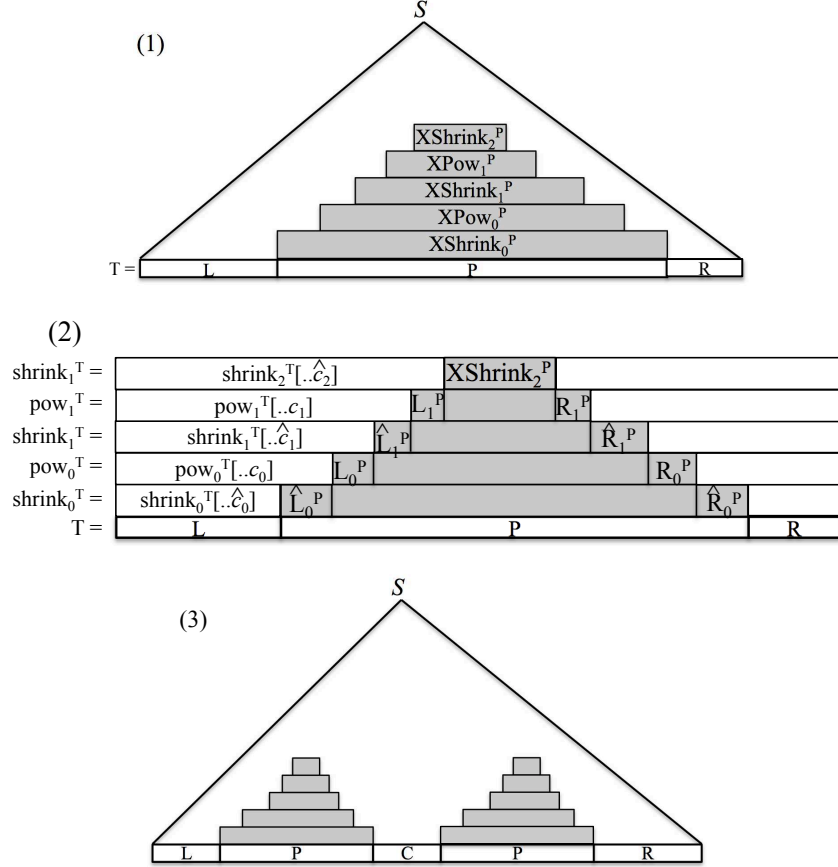 S
(1)
XShrink₂ᴾ
XPow₁ᴾ
XShrink₁ᴾ
XPow₀ᴾ
XShrink₀ᴾ
T = L P R
(2)
shrink₁ᵀ = shrink₂ᵀ[..ĉ₂] XShrink₂ᴾ
pow₁ᵀ = pow₁ᵀ[..c₁] L₁ᴾ R₁ᴾ
shrink₁ᵀ = shrink₁ᵀ[..ĉ₁] L̂₁ᴾ R̂₁ᴾ
pow₀ᵀ = pow₀ᵀ[..c₀] L₀ᴾ R₀ᴾ
shrink₀ᵀ = shrink₀ᵀ[..ĉ₀] L̂₀ᴾ R̂₀ᴾ
T = L P R
S
(3)
L P C P R